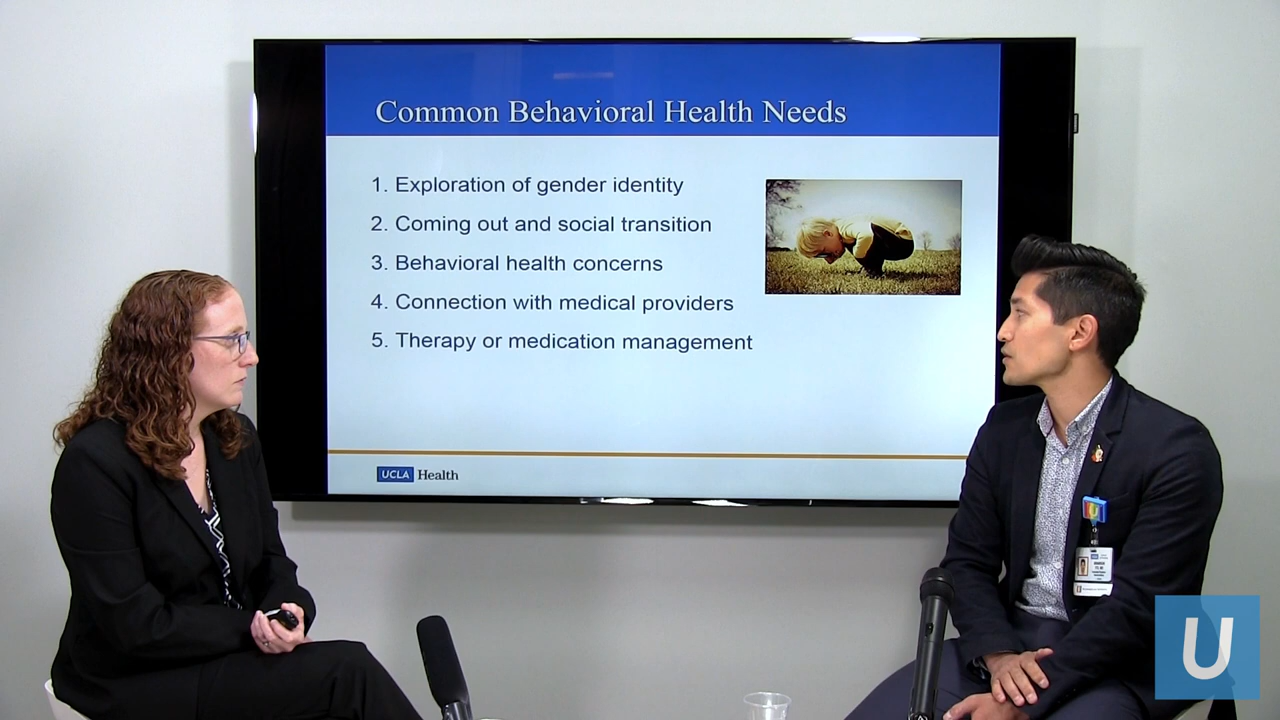 Common Behavioral Health Needs
1. Exploration of gender identity
2. Coming out and social transition
3. Behavioral health concerns
4. Connection with medical providers
5. Therapy or medication management
UCLA Health
U
U